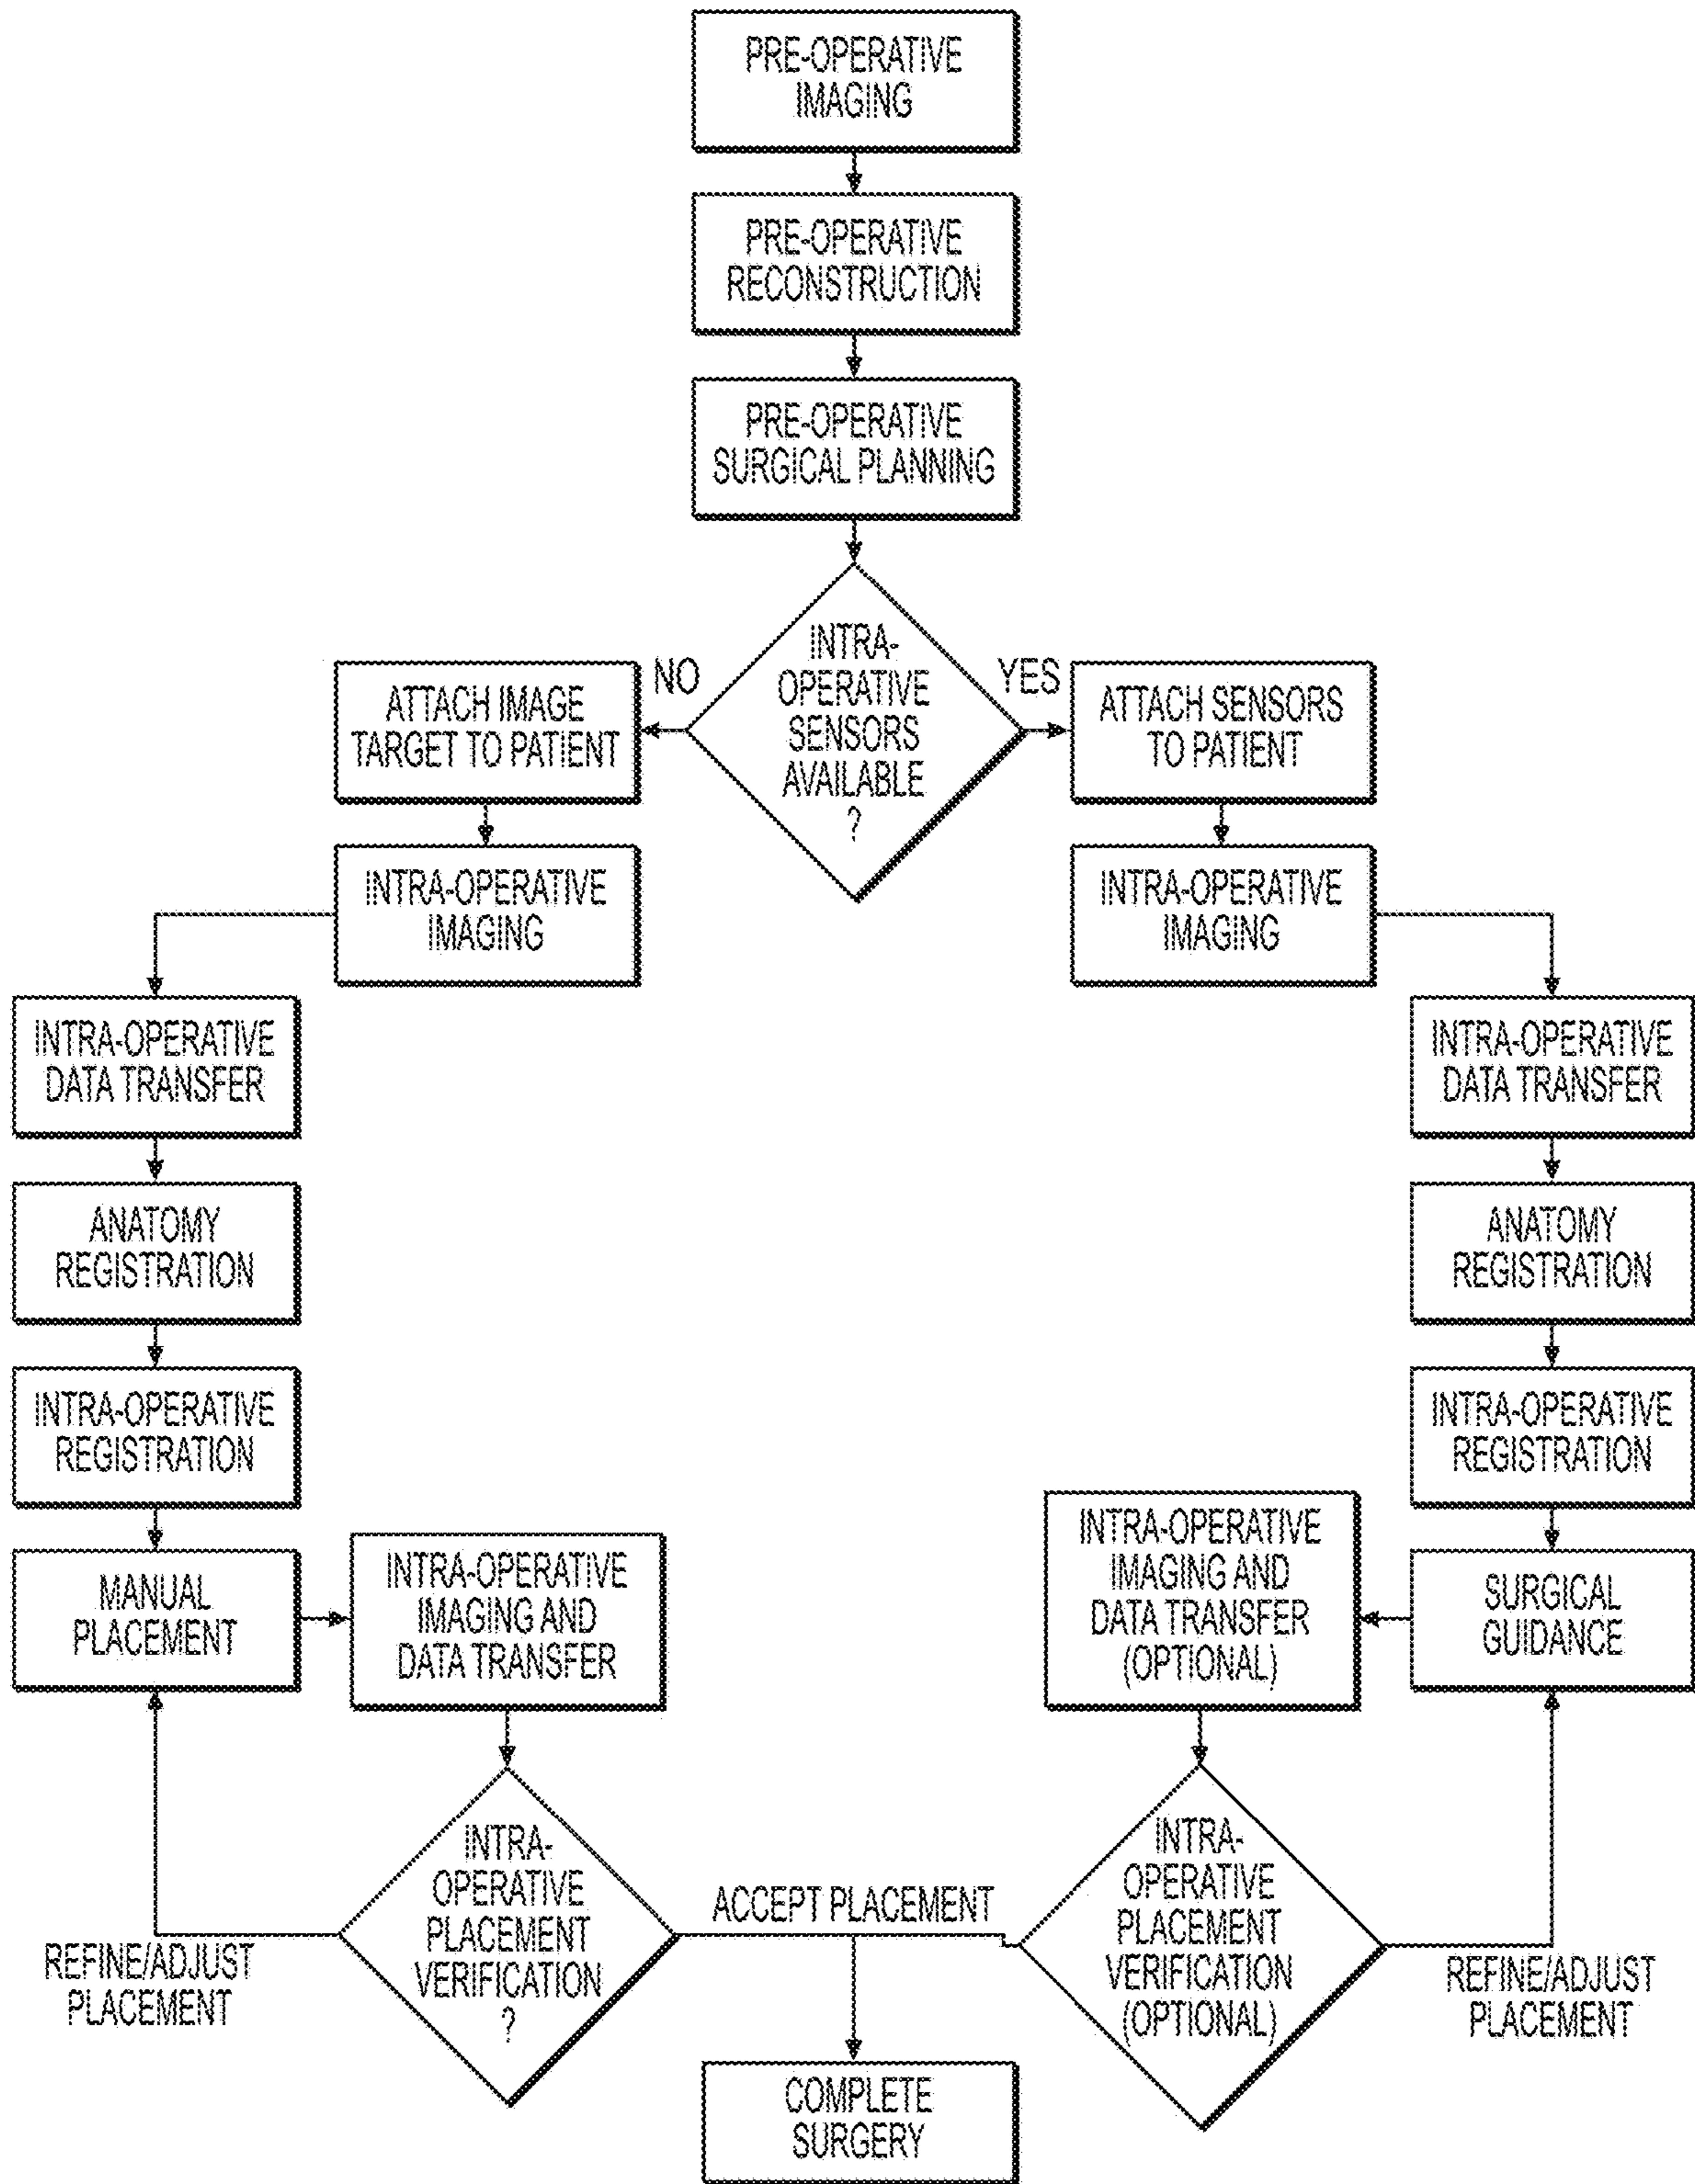 PRE-OPERATIVE
IMAGING
PRE-OPERATIVE
RECONSTRUCTION
PRE-OPERATIVE
SURGICAL PLANNING
INTRA-
OPERATIVE
SENSORS
AVAILABLE
?
NO
YES
ATTACH IMAGE
TARGET TO PATIENT
ATTACH SENSORS
TO PATIENT
INTRA-OPERATIVE
IMAGING
INTRA-OPERATIVE
IMAGING
INTRA-OPERATIVE
DATA TRANSFER
INTRA-OPERATIVE
DATA TRANSFER
ANATOMY
REGISTRATION
ANATOMY
REGISTRATION
INTRA-OPERATIVE
REGISTRATION
INTRA-OPERATIVE
REGISTRATION
MANUAL
PLACEMENT
INTRA-OPERATIVE
IMAGING AND
DATA TRANSFER
INTRA-OPERATIVE
IMAGING AND
DATA TRANSFER
(OPTIONAL)
SURGICAL
GUIDANCE
REFINE/ADJUST
PLACEMENT
INTRA-
OPERATIVE
PLACEMENT
VERIFICATION
?
ACCEPT PLACEMENT
INTRA-
OPERATIVE
PLACEMENT
VERIFICATION
(OPTIONAL)
REFINE/ADJUST
PLACEMENT
COMPLETE
SURGERY